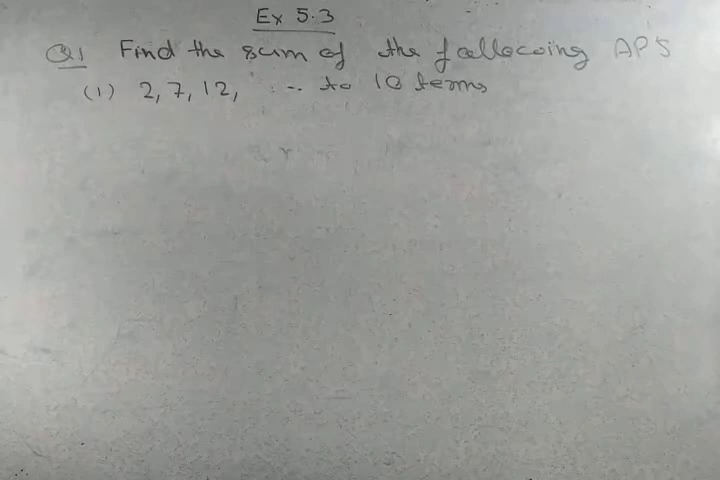 Ex 5.3
Q1 Find the sum of the following APS
(1) 2, 7, 12, ... to 10 terms